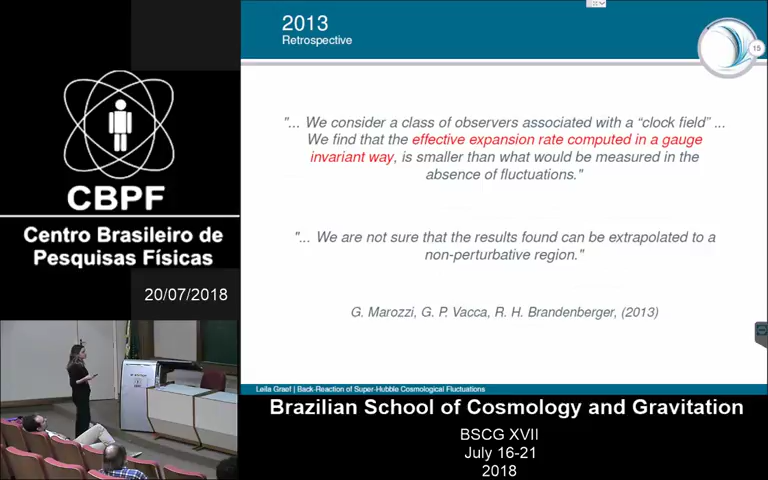 CBPF
Centro Brasileiro de
Pesquisas Físicas
20/07/2018
2013
Retrospective
15
"... We consider a class of observers associated with a “clock field” ...
We find that the effective expansion rate computed in a gauge
invariant way, is smaller than what would be measured in the
absence of fluctuations."
"... We are not sure that the results found can be extrapolated to a
non-perturbative region."
G. Marozzi, G. P. Vacca, R. H. Brandenberger, (2013)
Leila Graef | Back-Reaction of Super-Hubble Cosmological Fluctuations
Brazilian School of Cosmology and Gravitation
BSCG XVII
July 16-21
2018